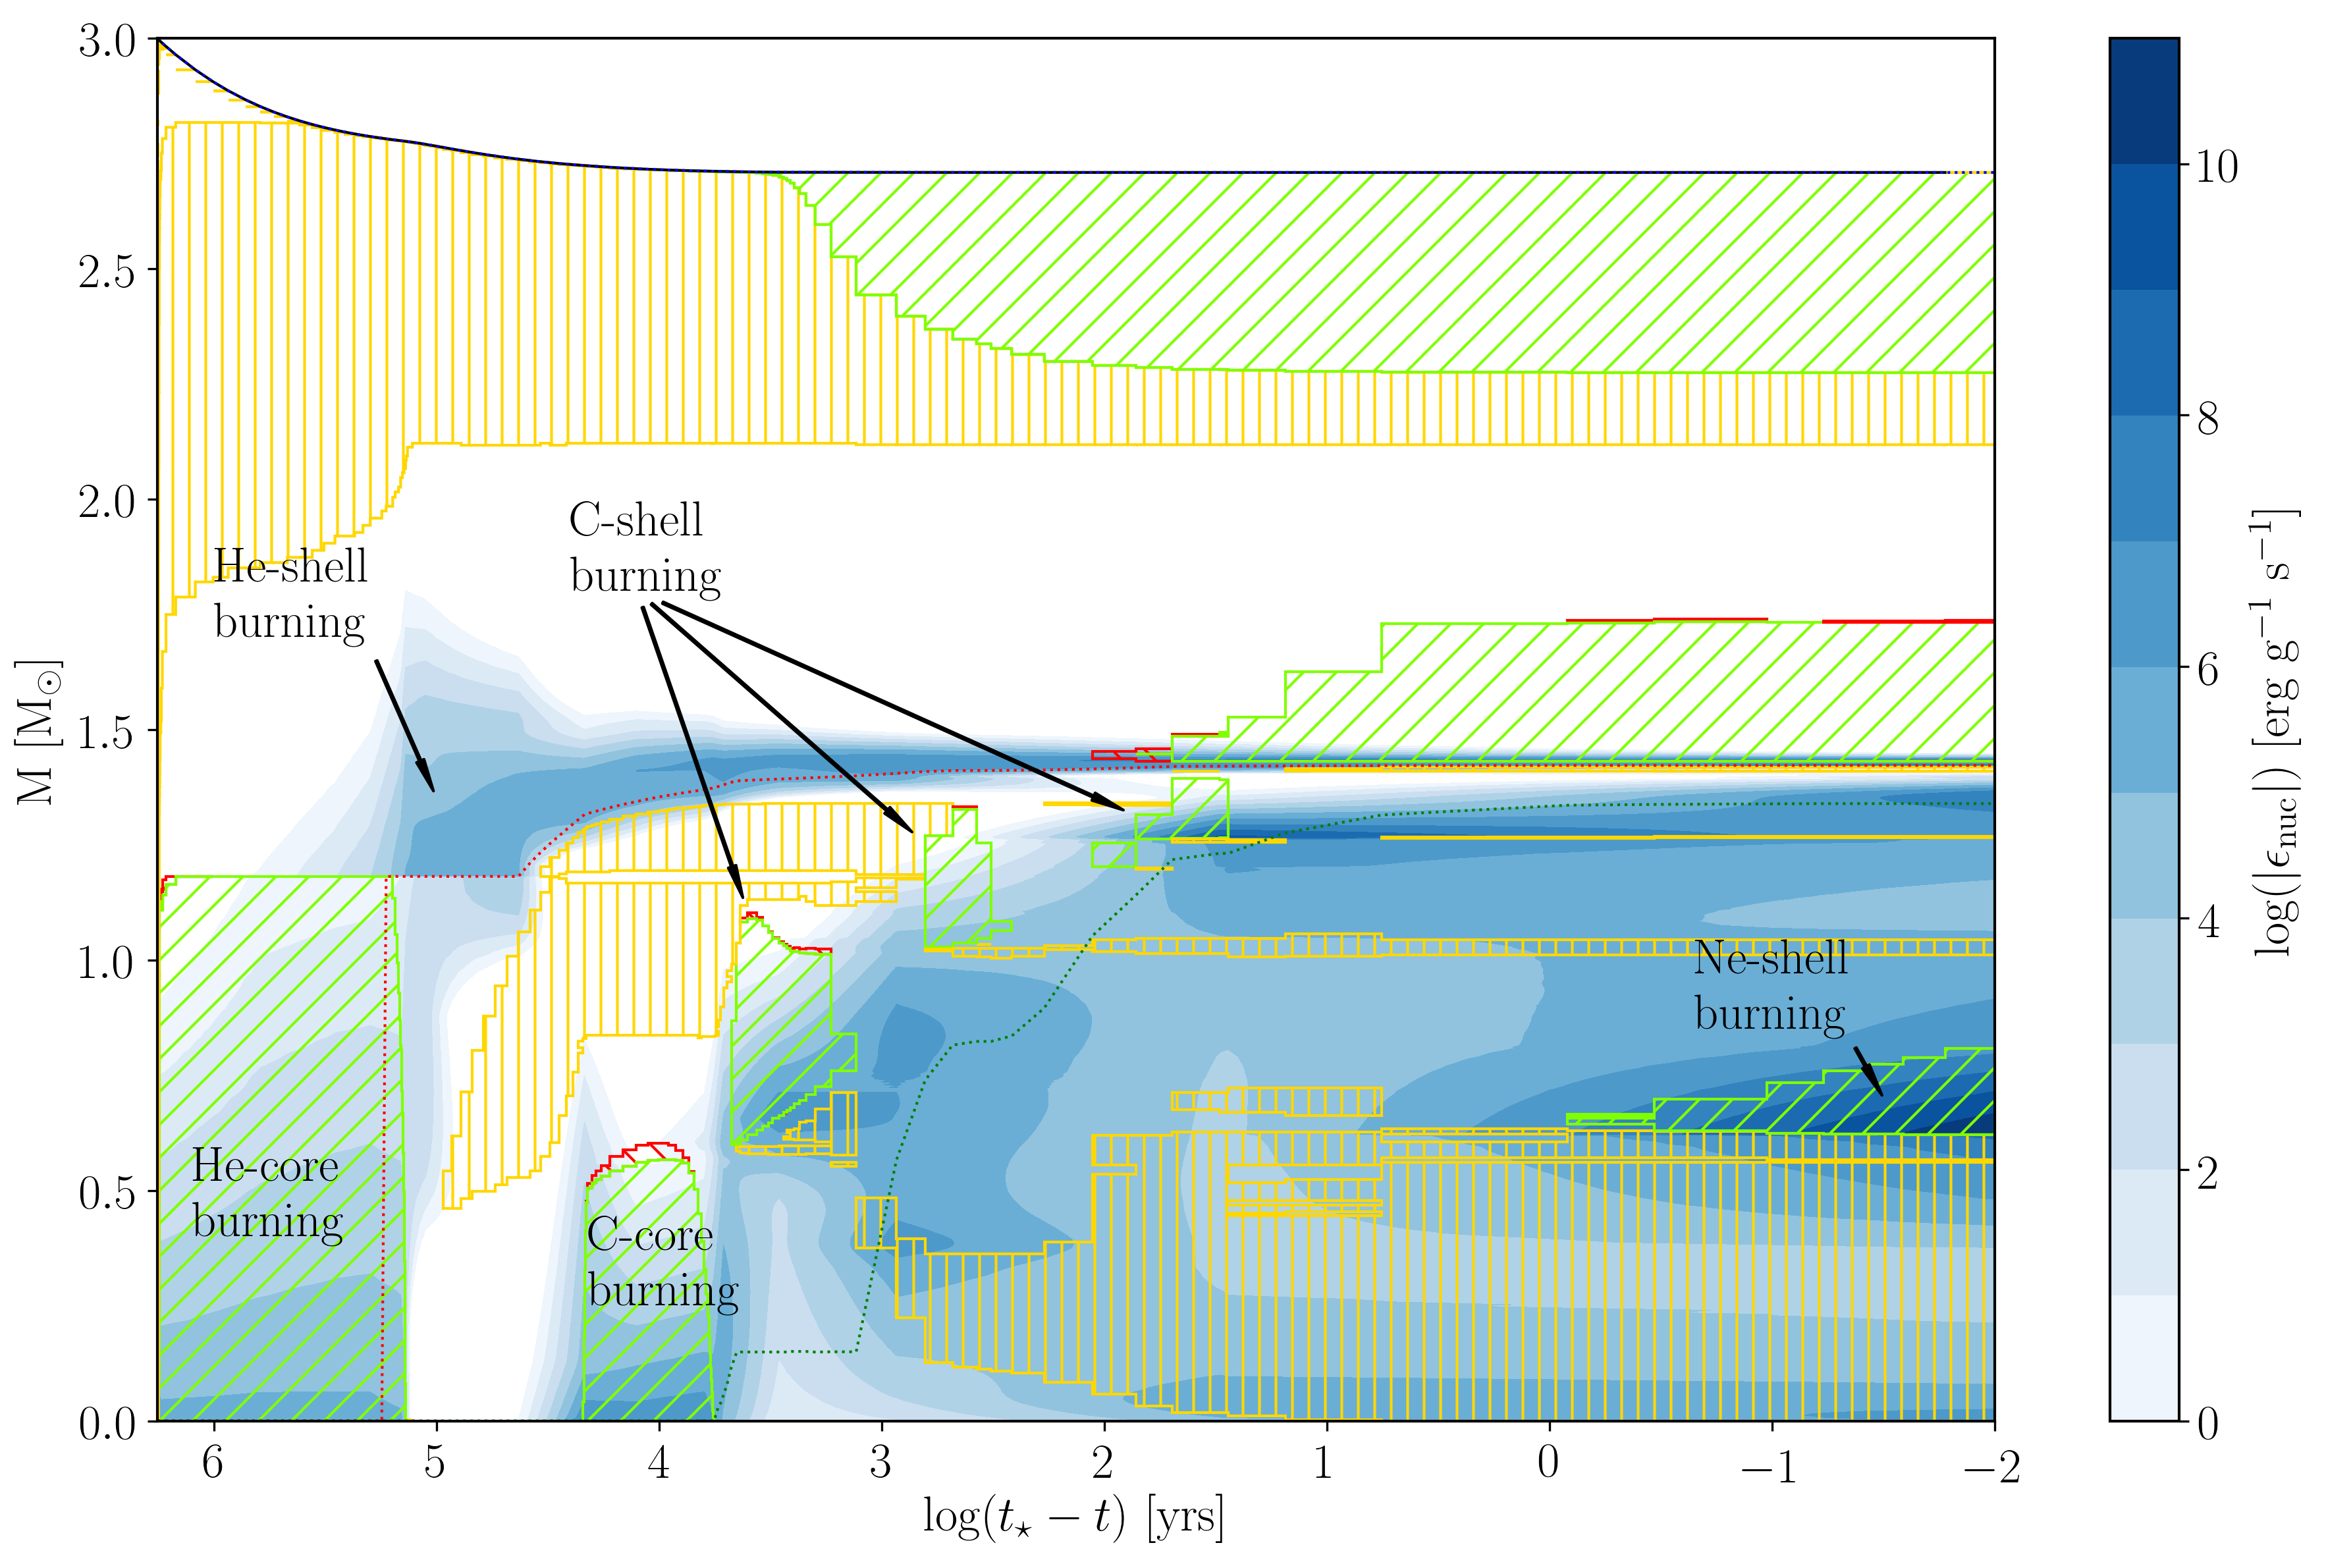 3.0
2.5
2.0
1.5
1.0
0.5
0.0
M [M⊙]
6
5
4
3
2
1
0
−1
−2
log(t⋆ − t) [yrs]
He-shell
burning
C-shell
burning
He-core
burning
C-core
burning
Ne-shell
burning
10
8
6
4
2
0
log(|ϵnuc|) [erg g⁻¹ s⁻¹]